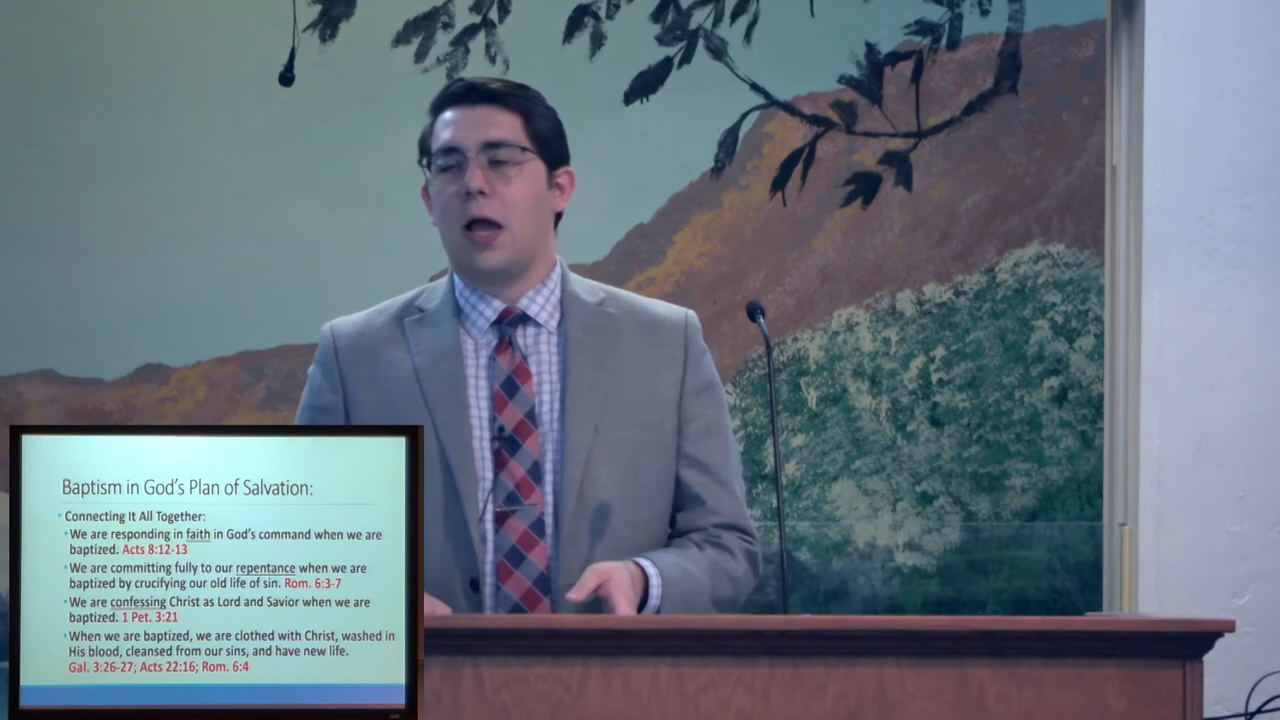 Baptism in God's Plan of Salvation:
Connecting It All Together:
We are responding in faith in God's command when we are
baptized. Acts 8:12-13
We are committing fully to our repentance when we are
baptized by crucifying our old life of sin. Rom. 6:3-7
We are confessing Christ as Lord and Savior when we are
baptized. 1 Pet. 3:21
When we are baptized, we are clothed with Christ, washed in
His blood, cleansed from our sins, and have new life.
Gal. 3:26-27; Acts 22:16; Rom. 6:4